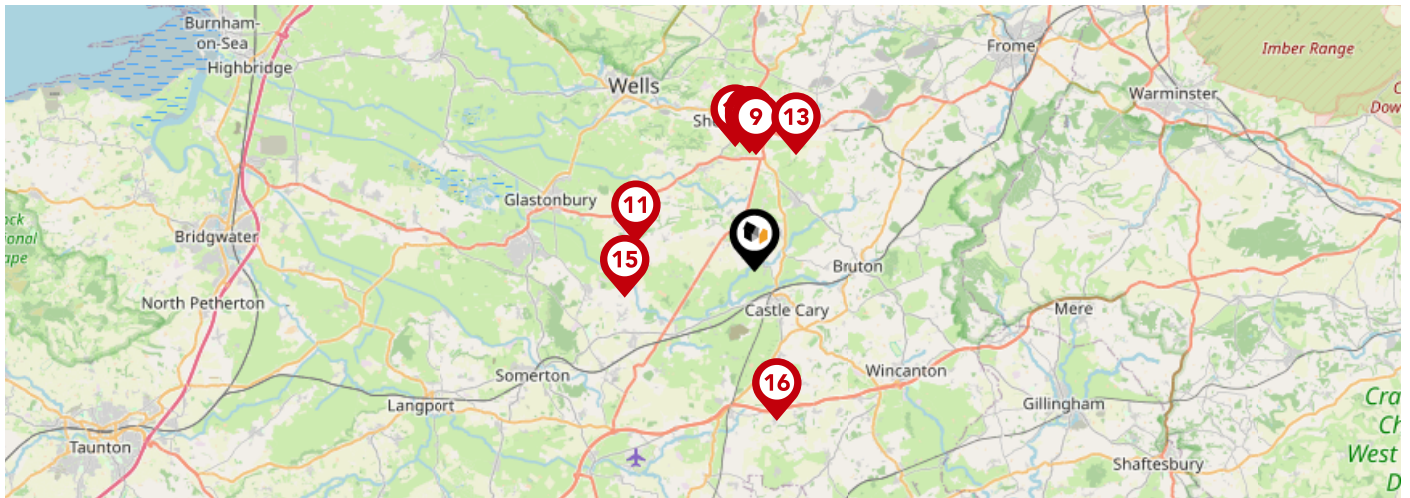 Burnham-
on-Sea
Highbridge
Wells
Frome
Imber Range
Warminster
9
13
Glastonbury
11
15
Bridgwater
Bruton
North Petherton
Castle Cary
Mere
Somerton
16
Wincanton
Langport
Gillingham
Taunton
Shaftesbury
West